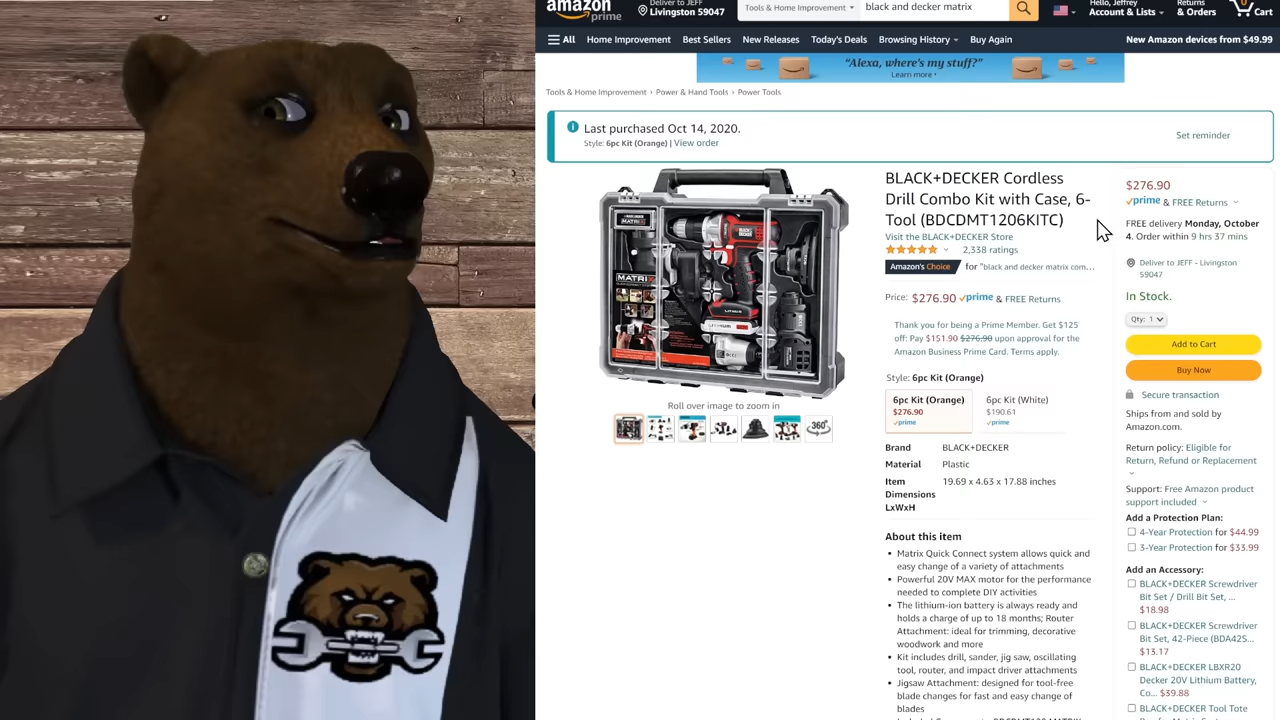 amazon
prime
Deliver to JEFF
Livingston 59047
Tools & Home Improvement
black and decker matrix
Hello, Jeffrey
Account & Lists
Returns
& Orders
0
Cart
All
Home Improvement
Best Sellers
New Releases
Today's Deals
Browsing History
Buy Again
New Amazon devices from $49.99
“Alexa, where's my stuff?”
Learn more ›
Tools & Home Improvement › Power & Hand Tools › Power Tools
Last purchased Oct 14, 2020.
Style: 6pc Kit (Orange) | View order
Set reminder
MATRIX
Roll over image to zoom in
360°
BLACK+DECKER Cordless
Drill Combo Kit with Case, 6-
Tool (BDCDMT1206KITC)
Visit the BLACK+DECKER Store
2,338 ratings
Amazon's Choice for "black and decker matrix com...
Price: $276.90 prime & FREE Returns
Thank you for being a Prime Member. Get $125
off: Pay $151.90 $276.90 upon approval for the
Amazon Business Prime Card. Terms apply.
Style: 6pc Kit (Orange)
6pc Kit (Orange)
$276.90
prime
6pc Kit (White)
$190.61
prime
Brand BLACK+DECKER
Material Plastic
Item 19.69 x 4.63 x 17.88 inches
Dimensions
LxWxH
About this item
• Matrix Quick Connect system allows quick and
easy change of a variety of attachments
• Powerful 20V MAX motor for the performance
needed to complete DIY activities
• The lithium-ion battery is always ready and
holds a charge of up to 18 months; Router
Attachment: ideal for trimming, decorative
woodwork and more
• Kit includes drill, sander, jig saw, oscillating
tool, router, and impact driver attachments
• Jigsaw Attachment: designed for tool-free
blade changes for fast and easy change of
blades
$276.90
prime & FREE Returns
FREE delivery Monday, October
4. Order within 9 hrs 37 mins
Deliver to JEFF - Livingston
59047
In Stock.
Qty: 1
Add to Cart
Buy Now
Secure transaction
Ships from and sold by
Amazon.com.
Return policy: Eligible for
Return, Refund or Replacement
Support: Free Amazon product
support included
Add a Protection Plan:
4-Year Protection for $44.99
3-Year Protection for $33.99
Add an Accessory:
BLACK+DECKER Screwdriver
Bit Set / Drill Bit Set, ...
$18.98
BLACK+DECKER Screwdriver
Bit Set, 42-Piece (BDA42S...
$13.17
BLACK+DECKER LBXR20
Decker 20V Lithium Battery,
Co... $39.88
BLACK+DECKER Tool Tote